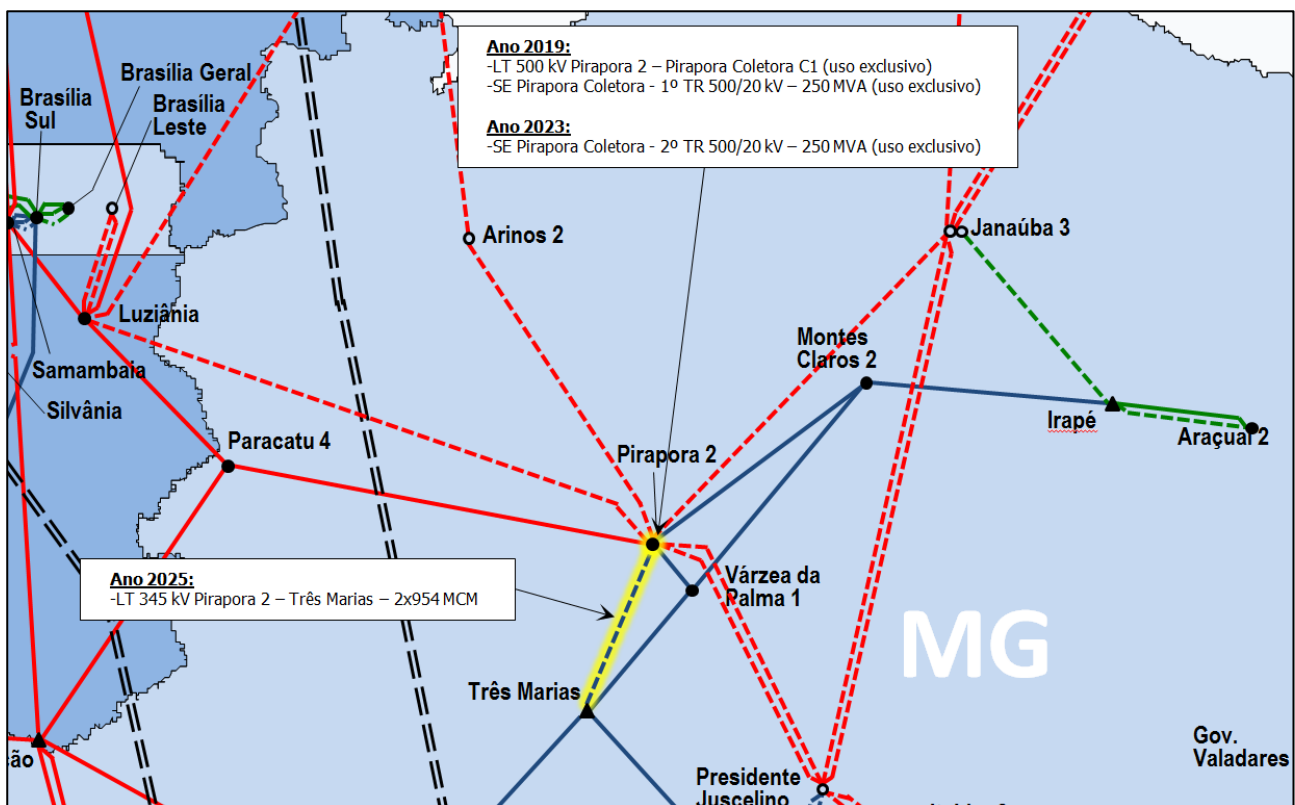 Ano 2019:
-LT 500 kV Pirapora 2 – Pirapora Coletora C1 (uso exclusivo)
-SE Pirapora Coletora - 1º TR 500/20 kV – 250 MVA (uso exclusivo)
Ano 2023:
-SE Pirapora Coletora - 2º TR 500/20 kV – 250 MVA (uso exclusivo)
Brasília Geral
Brasília
Sul
Brasília
Leste
Arinos 2
Janaúba 3
Luziânia
Samambaia
Silvânia
Montes
Claros 2
Irapé
Araçuaí 2
Paracatu 4
Pirapora 2
Ano 2025:
-LT 345 kV Pirapora 2 – Três Marias – 2x954 MCM
Várzea da
Palma 1
MG
Três Marias
Gov.
Valadares
ção
Presidente
Juscelino